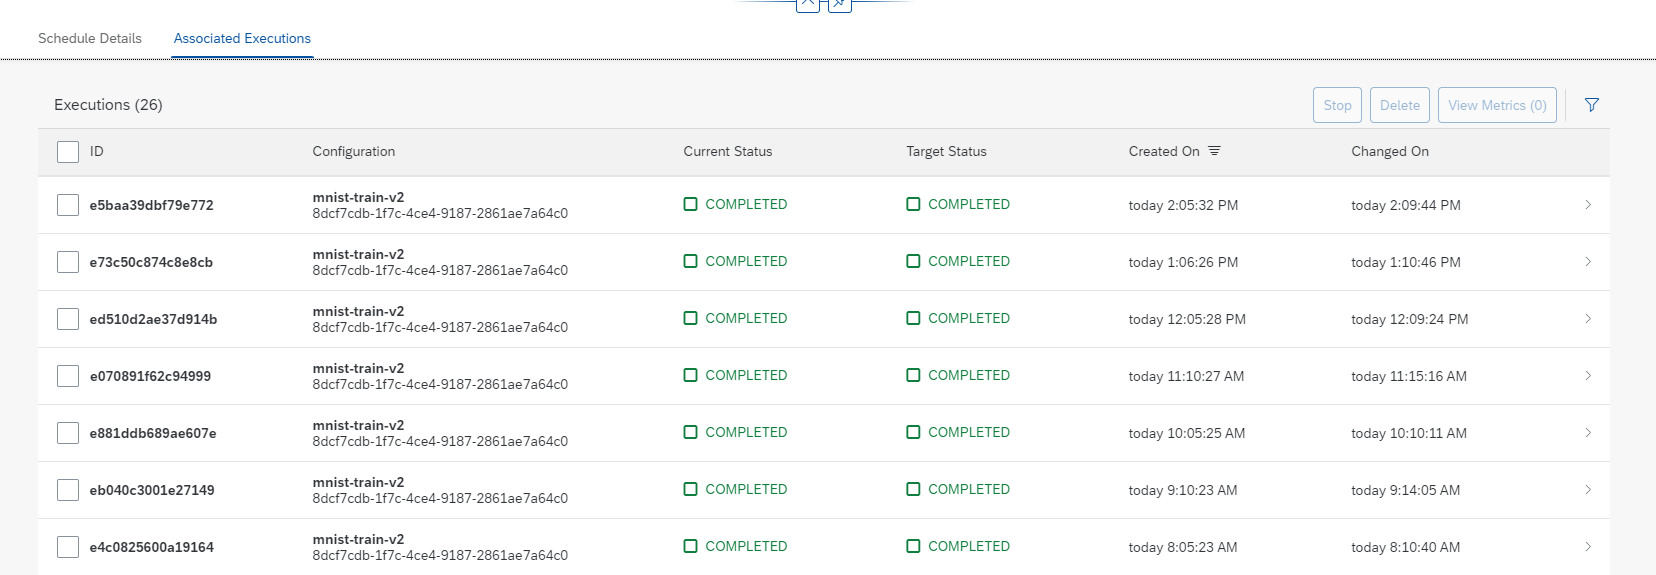 Schedule Details Associated Executions
Executions (26) Stop Delete View Metrics (0)
ID Configuration Current Status Target Status Created On Changed On
e5baa39dbf79e772 mnist-train-v2 COMPLETED COMPLETED today 2:05:32 PM today 2:09:44 PM
8dcf7cdb-1f7c-4ce4-9187-2861ae7a64c0
e73c50c874c8e8cb mnist-train-v2 COMPLETED COMPLETED today 1:06:26 PM today 1:10:46 PM
8dcf7cdb-1f7c-4ce4-9187-2861ae7a64c0
ed510d2ae37d914b mnist-train-v2 COMPLETED COMPLETED today 12:05:28 PM today 12:09:24 PM
8dcf7cdb-1f7c-4ce4-9187-2861ae7a64c0
e070891f62c94999 mnist-train-v2 COMPLETED COMPLETED today 11:10:27 AM today 11:15:16 AM
8dcf7cdb-1f7c-4ce4-9187-2861ae7a64c0
e881ddb689ae607e mnist-train-v2 COMPLETED COMPLETED today 10:05:25 AM today 10:10:11 AM
8dcf7cdb-1f7c-4ce4-9187-2861ae7a64c0
eb040c3001e27149 mnist-train-v2 COMPLETED COMPLETED today 9:10:23 AM today 9:14:05 AM
8dcf7cdb-1f7c-4ce4-9187-2861ae7a64c0
e4c0825600a19164 mnist-train-v2 COMPLETED COMPLETED today 8:05:23 AM today 8:10:40 AM
8dcf7cdb-1f7c-4ce4-9187-2861ae7a64c0